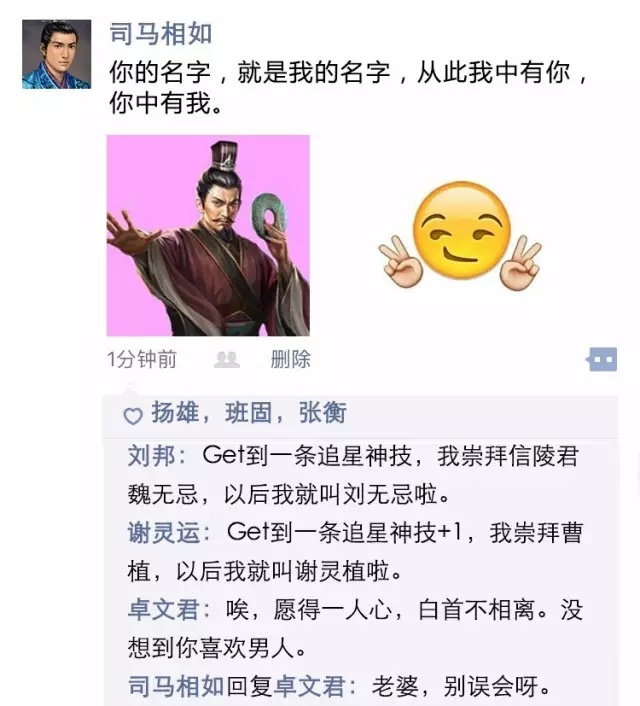 司马相如
你的名字，就是我的名字，从此我中有你，
你中有我。
1分钟前
删除
扬雄，班固，张衡
刘邦：Get到一条追星神技，我崇拜信陵君
魏无忌，以后我就叫刘无忌啦。
谢灵运：Get到一条追星神技+1，我崇拜曹
植，以后我就叫谢灵植啦。
卓文君：唉，愿得一人心，白首不相离。没
想到你喜欢男人。
司马相如回复卓文君：老婆，别误会呀。